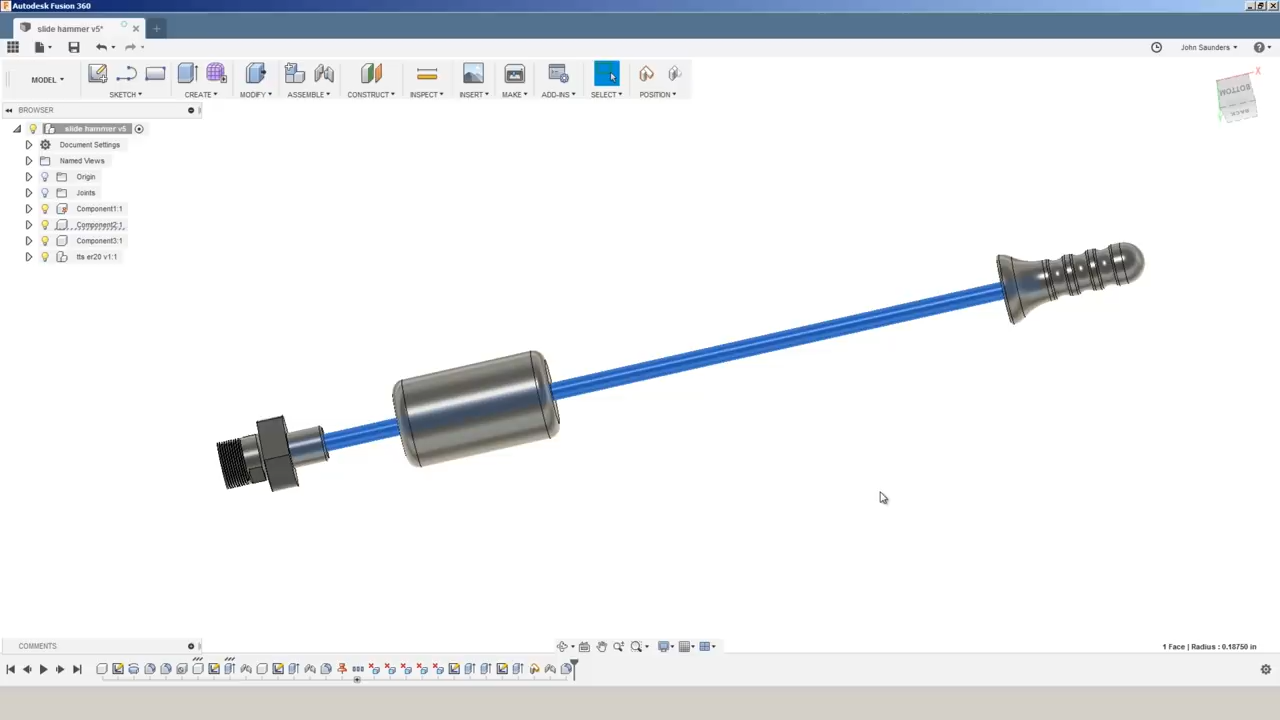 Autodesk Fusion 360
slide hammer v5*
John Saunders
MODEL
SKETCH
CREATE
MODIFY
ASSEMBLE
CONSTRUCT
INSPECT
INSERT
MAKE
ADD-INS
SELECT
POSITION
X
BOTTOM
BACK
BROWSER
slide hammer v5
Document Settings
Named Views
Origin
Joints
Component1:1
Component2:1
Component3:1
tts er20 v1:1
COMMENTS
1 Face | Radius : 0.18750 in